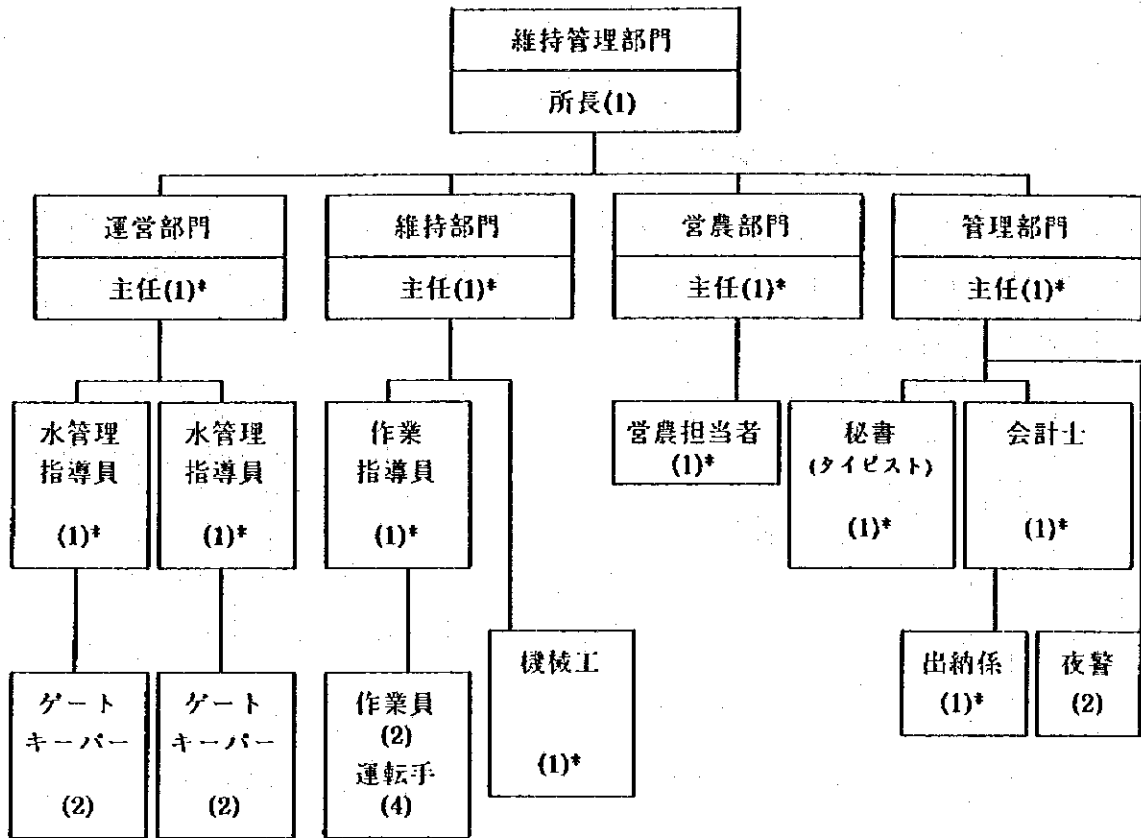 維持管理部門
所長(1)
運営部門
主任(1)*
維持部門
主任(1)*
営農部門
主任(1)*
管理部門
主任(1)*
水管理
指導員
(1)*
水管理
指導員
(1)*
作業
指導員
(1)*
営農担当者
(1)*
秘書
(タイピスト)
(1)*
会計士
(1)*
ゲート
キーパー
(2)
ゲート
キーパー
(2)
作業員
(2)
運転手
(4)
機械工
(1)*
出納係
(1)*
夜警
(2)